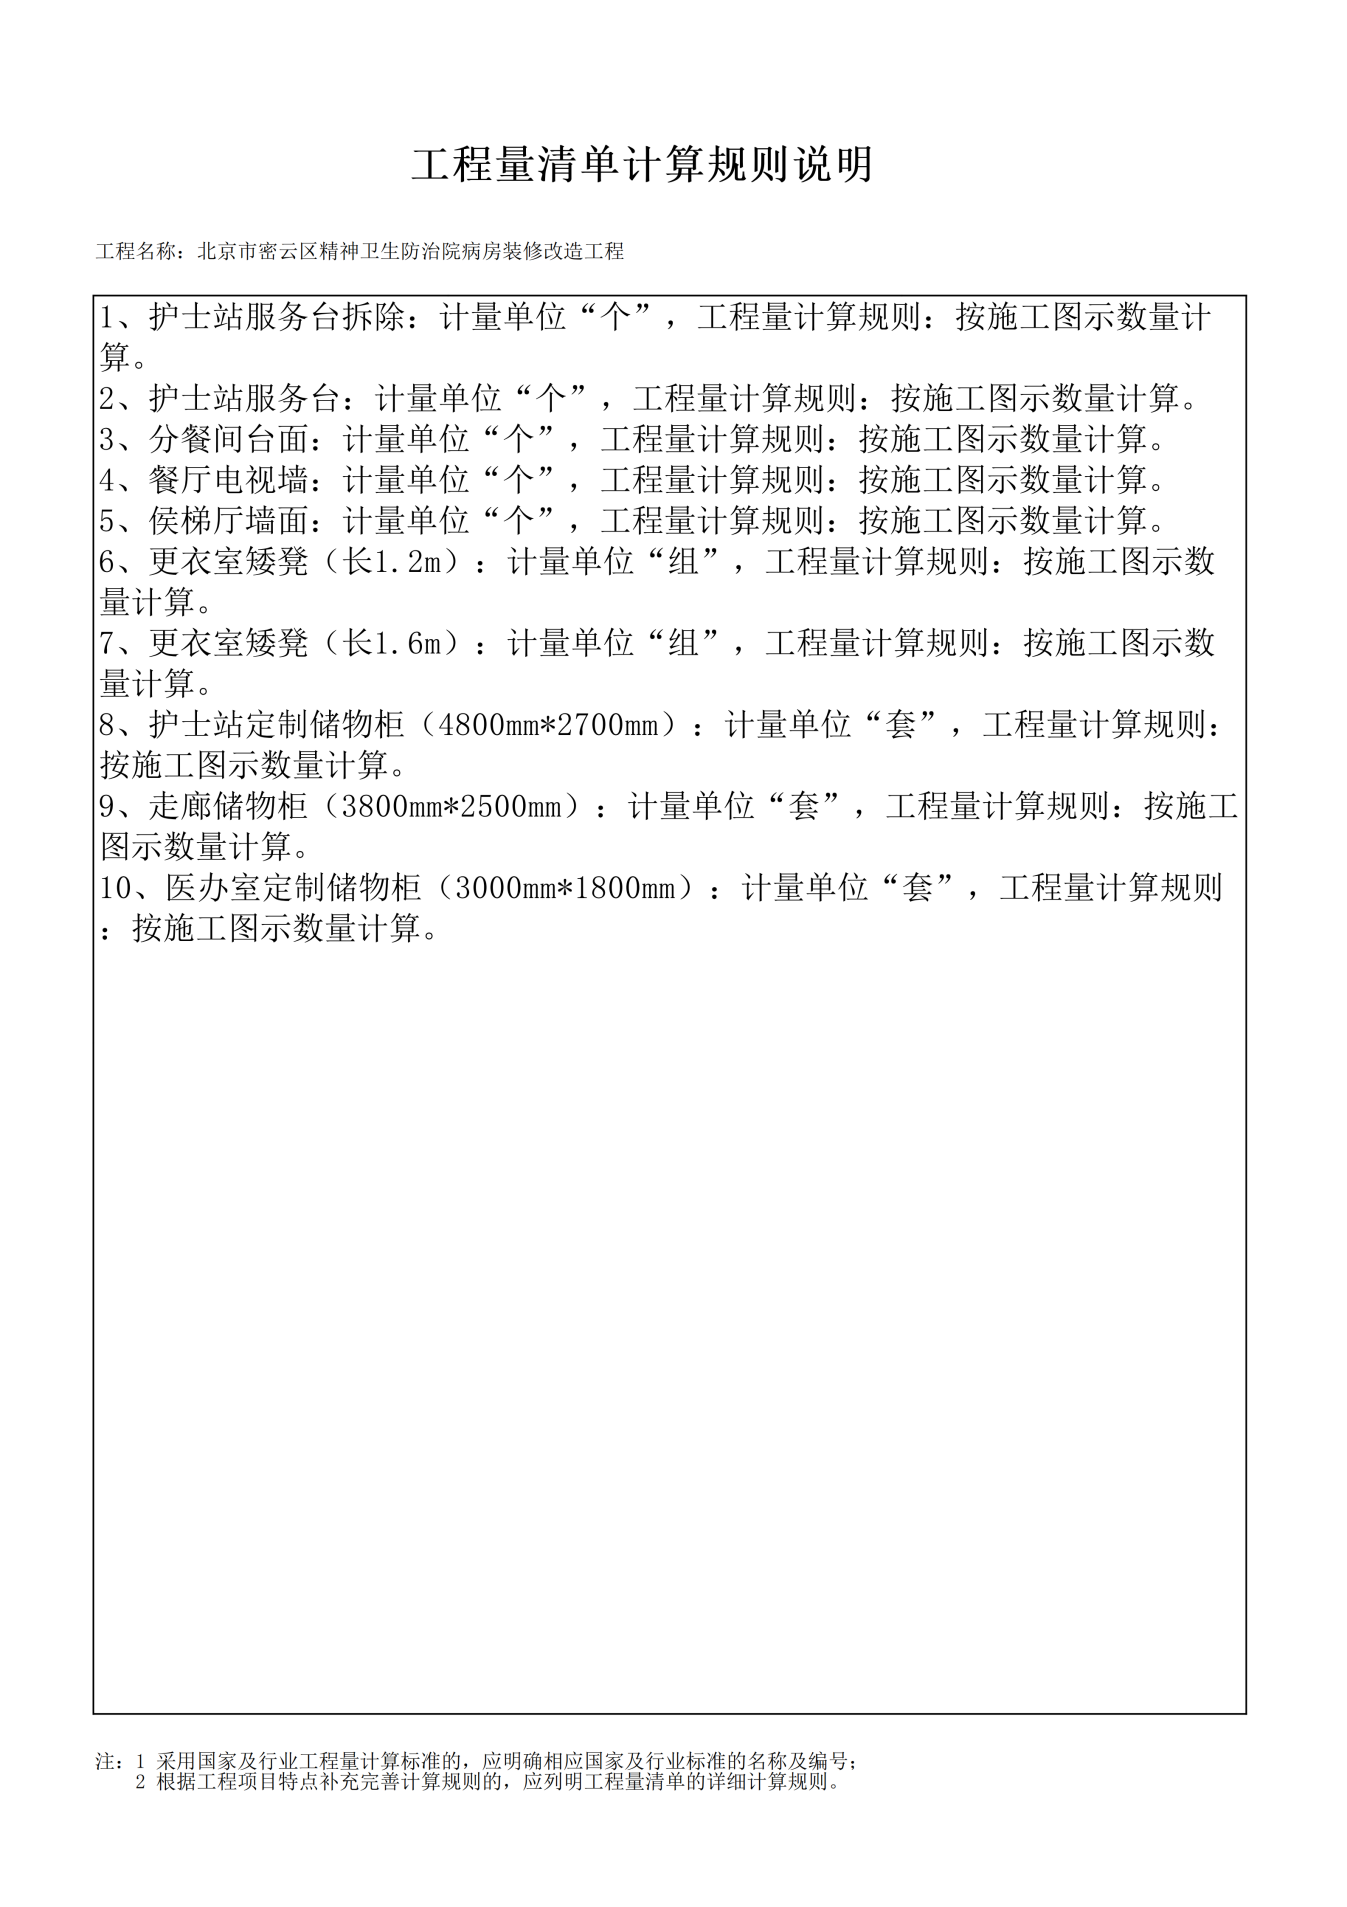 工程量清单计算规则说明
工程名称：北京市密云区精神卫生防治院病房装修改造工程
1、护士站服务台拆除：计量单位“个”，工程量计算规则：按施工图示数量计
算。
2、护士站服务台：计量单位“个”，工程量计算规则：按施工图示数量计算。
3、分餐间台面：计量单位“个”，工程量计算规则：按施工图示数量计算。
4、餐厅电视墙：计量单位“个”，工程量计算规则：按施工图示数量计算。
5、侯梯厅墙面：计量单位“个”，工程量计算规则：按施工图示数量计算。
6、更衣室矮凳（长1.2m）：计量单位“组”，工程量计算规则：按施工图示数
量计算。
7、更衣室矮凳（长1.6m）：计量单位“组”，工程量计算规则：按施工图示数
量计算。
8、护士站定制储物柜（4800mm*2700mm）：计量单位“套”，工程量计算规则：
按施工图示数量计算。
9、走廊储物柜（3800mm*2500mm）：计量单位“套”，工程量计算规则：按施工
图示数量计算。
10、医办室定制储物柜（3000mm*1800mm）：计量单位“套”，工程量计算规则
：按施工图示数量计算。
注：1 采用国家及行业工程量计算标准的，应明确相应国家及行业标准的名称及编号；
2 根据工程项目特点补充完善计算规则的，应列明工程量清单的详细计算规则。